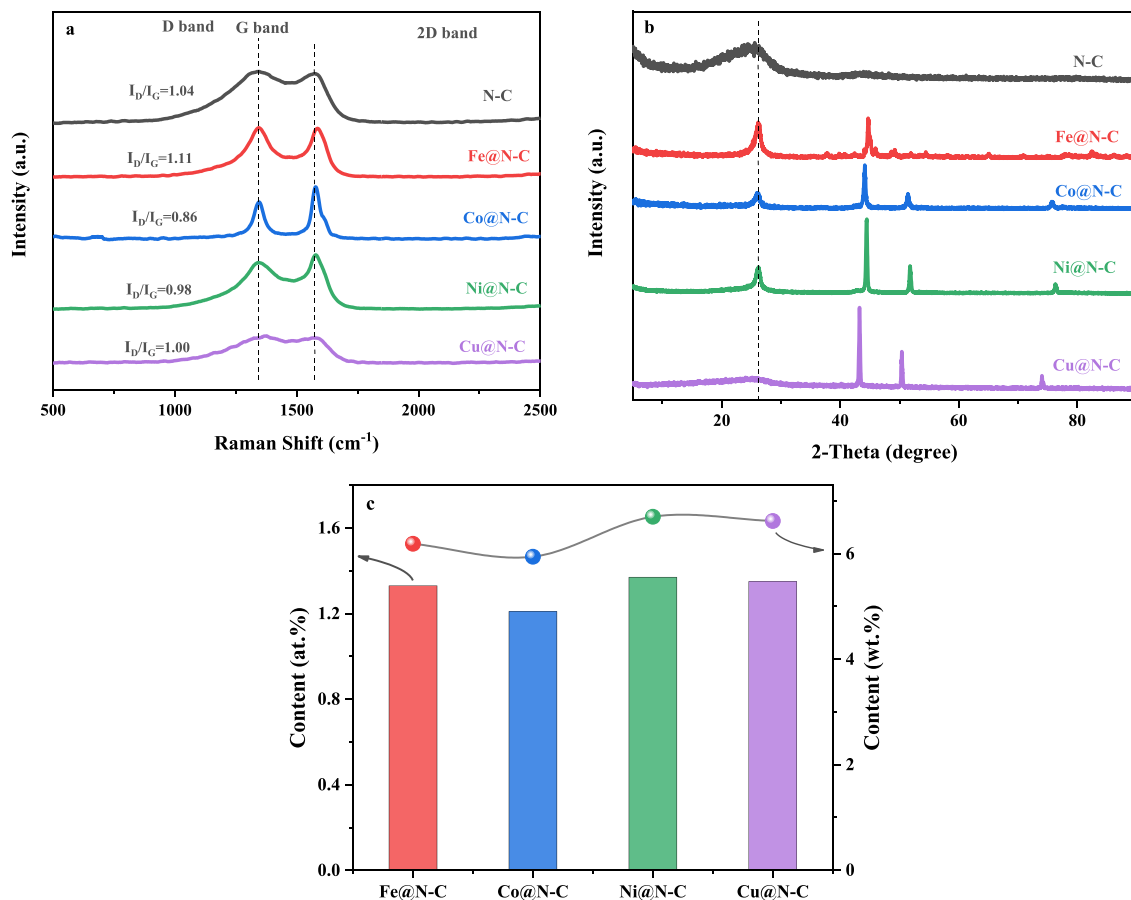 a
D band
G band
2D band
I_D/I_G=1.04
N-C
I_D/I_G=1.11
Fe@N-C
I_D/I_G=0.86
Co@N-C
I_D/I_G=0.98
Ni@N-C
I_D/I_G=1.00
Cu@N-C
Intensity (a.u.)
500 1000 1500 2000 2500
Raman Shift (cm⁻¹)
b
N-C
Fe@N-C
Co@N-C
Ni@N-C
Cu@N-C
Intensity (a.u.)
20 40 60 80
2-Theta (degree)
c
1.6
1.2
0.8
0.4
0.0
Content (at.%)
6
4
2
0
Content (wt.%)
Fe@N-C Co@N-C Ni@N-C Cu@N-C